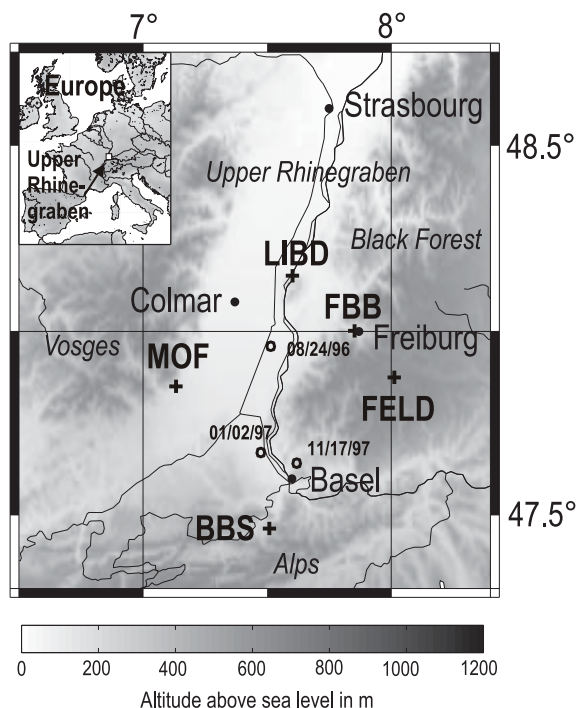 7° 8°
Europe
Strasbourg
48.5°
Upper
Rhine-
graben
Upper Rhinegraben
Black Forest
LIBD
Colmar
FBB
Freiburg
Vosges
MOF
08/24/96
FELD
01/02/97
11/17/97
Basel
47.5°
BBS
Alps
0 200 400 600 800 1000 1200
Altitude above sea level in m